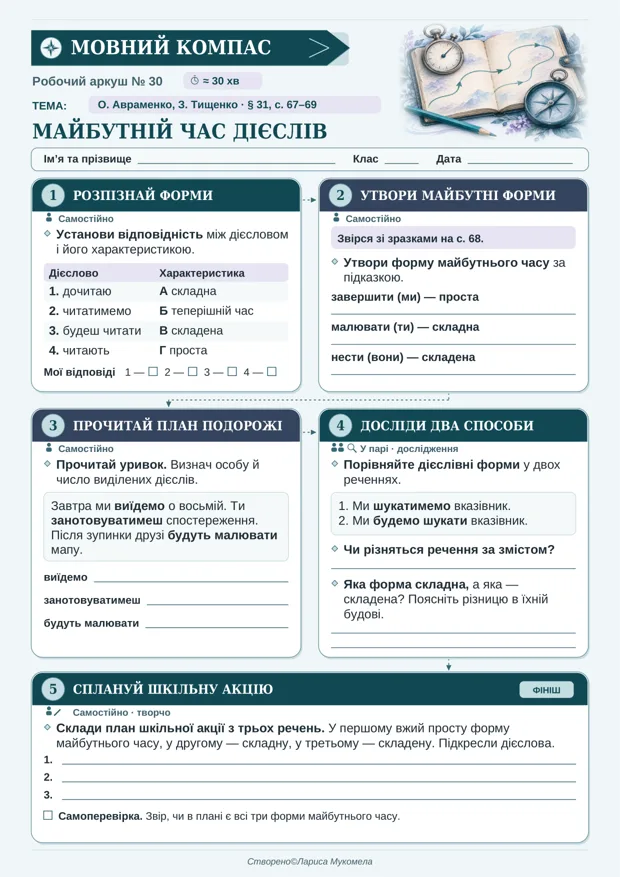 МОВНИЙ КОМПАС
Робочий аркуш № 30
≈ 30 хв
ТЕМА:
О. Авраменко, З. Тищенко · § 31, с. 67–69
МАЙБУТНІЙ ЧАС ДІЄСЛІВ
Ім’я та прізвище
Клас
Дата
1 РОЗПІЗНАЙ ФОРМИ
Самостійно
Установи відповідність між дієсловом
і його характеристикою.
Дієслово Характеристика
1. дочитаю А складна
2. читатимемо Б теперішній час
3. будеш читати В складена
4. читають Г проста
Мої відповіді 1 — 2 — 3 — 4 —
2 УТВОРИ МАЙБУТНІ ФОРМИ
Самостійно
Звірся зі зразками на с. 68.
Утвори форму майбутнього часу за
підказкою.
завершити (ми) — проста
малювати (ти) — складна
нести (вони) — складена
3 ПРОЧИТАЙ ПЛАН ПОДОРОЖІ
Самостійно
Прочитай уривок. Визнач особу й
число виділених дієслів.
Завтра ми виїдемо о восьмій. Ти
занотовуватимеш спостереження.
Після зупинки друзі будуть малювати
мапу.
виїдемо
занотовуватимеш
будуть малювати
4 ДОСЛІДИ ДВА СПОСОБИ
У парі · дослідження
Порівняйте дієслівні форми у двох
реченнях.
1. Ми шукатимемо вказівник.
2. Ми будемо шукати вказівник.
Чи різняться речення за змістом?
Яка форма складна, а яка —
складена? Поясніть різницю в їхній
будові.
5 СПЛАНУЙ ШКІЛЬНУ АКЦІЮ
ФІНІШ
Самостійно · творчо
Склади план шкільної акції з трьох речень. У першому вжий просту форму
майбутнього часу, у другому — складну, у третьому — складену. Підкресли дієслова.
1.
2.
3.
Самоперевірка. Звір, чи в плані є всі три форми майбутнього часу.
Створено©Лариса Мукомела